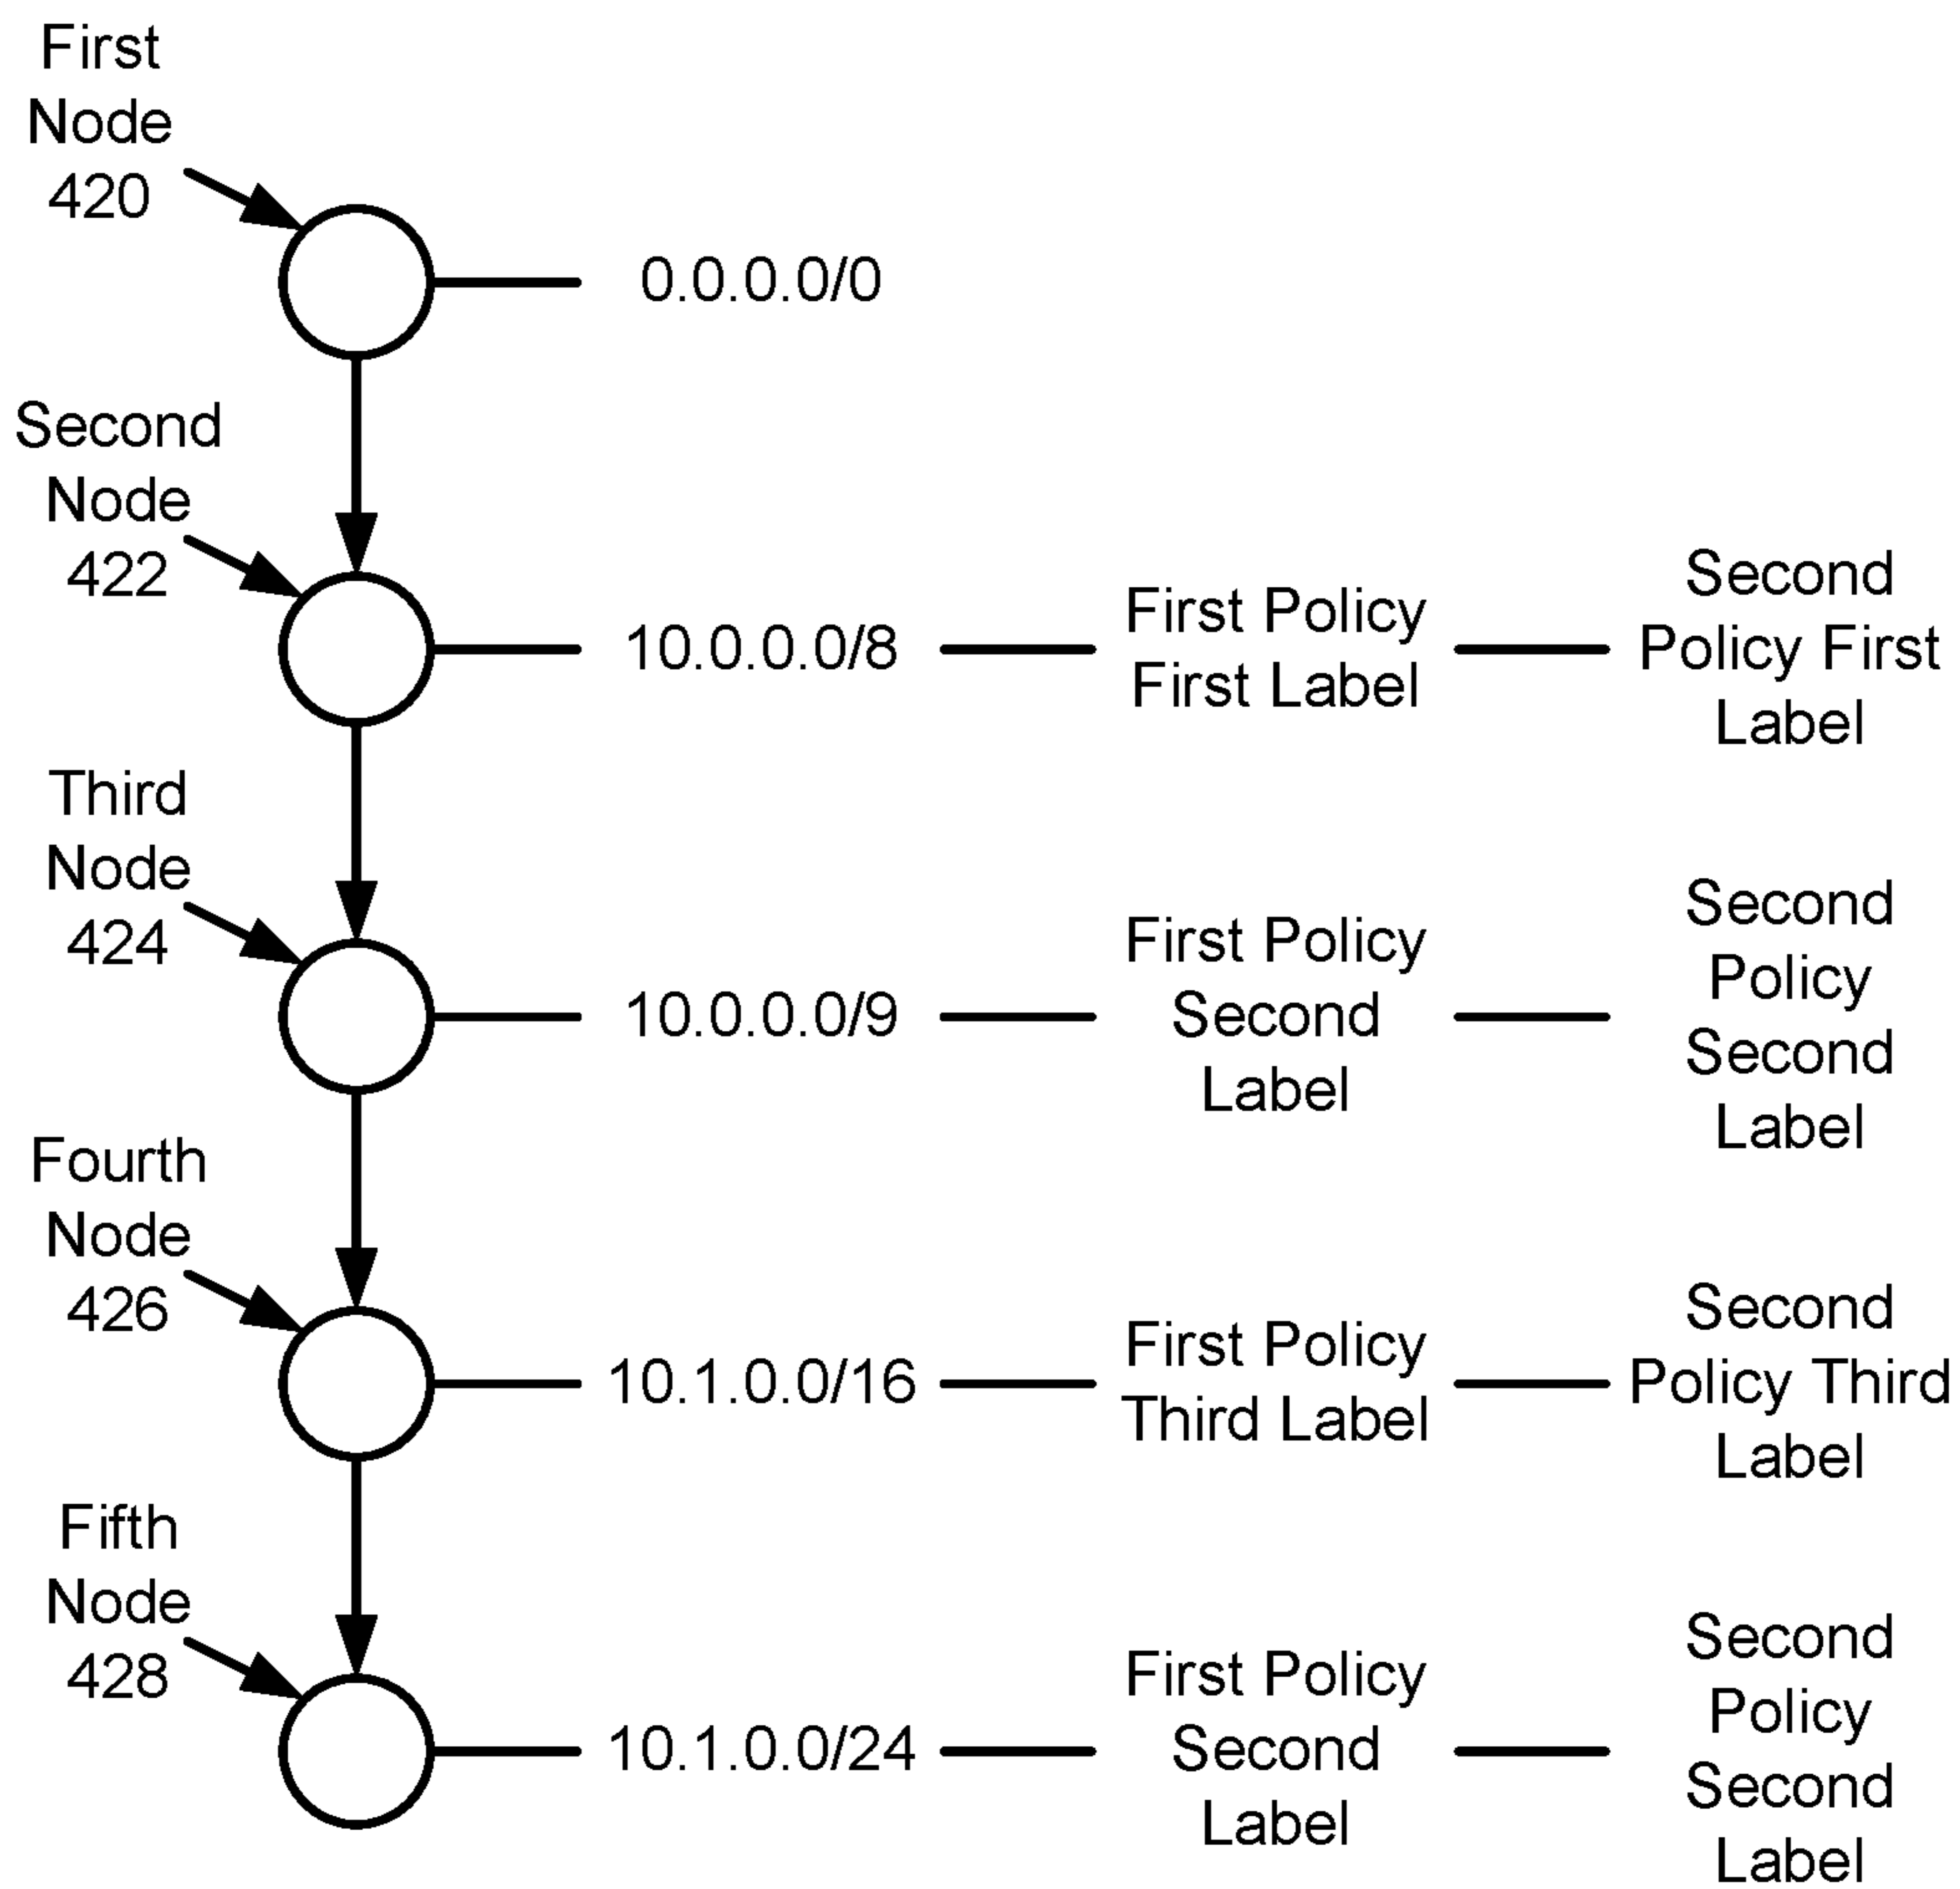 First
Node
420
0.0.0.0/0
Second
Node
422
10.0.0.0/8
First Policy
First Label
Second
Policy First
Label
Third
Node
424
10.0.0.0/9
First Policy
Second
Label
Second
Policy
Second
Label
Fourth
Node
426
10.1.0.0/16
First Policy
Third Label
Second
Policy Third
Label
Fifth
Node
428
10.1.0.0/24
First Policy
Second
Label
Second
Policy
Second
Label